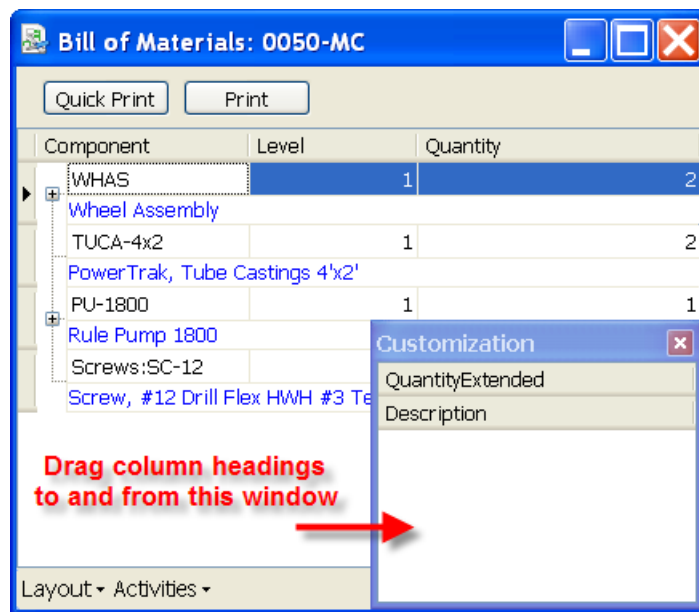 Bill of Materials: 0050-MC
Quick Print Print
Component Level Quantity
WHAS 1 2
Wheel Assembly
TUCA-4x2 1 2
PowerTrak, Tube Castings 4'x2'
PU-1800 1 1
Rule Pump 1800
Customization
Screws:SC-12
QuantityExtended
Screw, #12 Drill Flex HWH #3 Te
Description
Drag column headings
to and from this window
Layout Activities